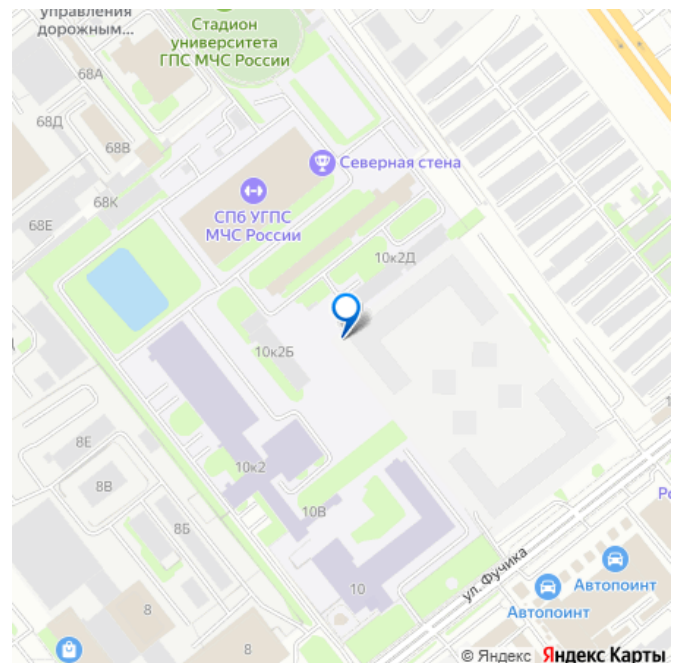 управления
дорожным...
Стадион
университета
ГПС МЧС России
68А
68Д
68В
Северная стена
68К
СПб УГПС
МЧС России
68Е
10к2Д
10к2Б
8Е
10к2
8В
10В
8Б
ул. Фучика
Автопоинт
10
Автопоинт
8
8
© Яндекс Яндекс Карты